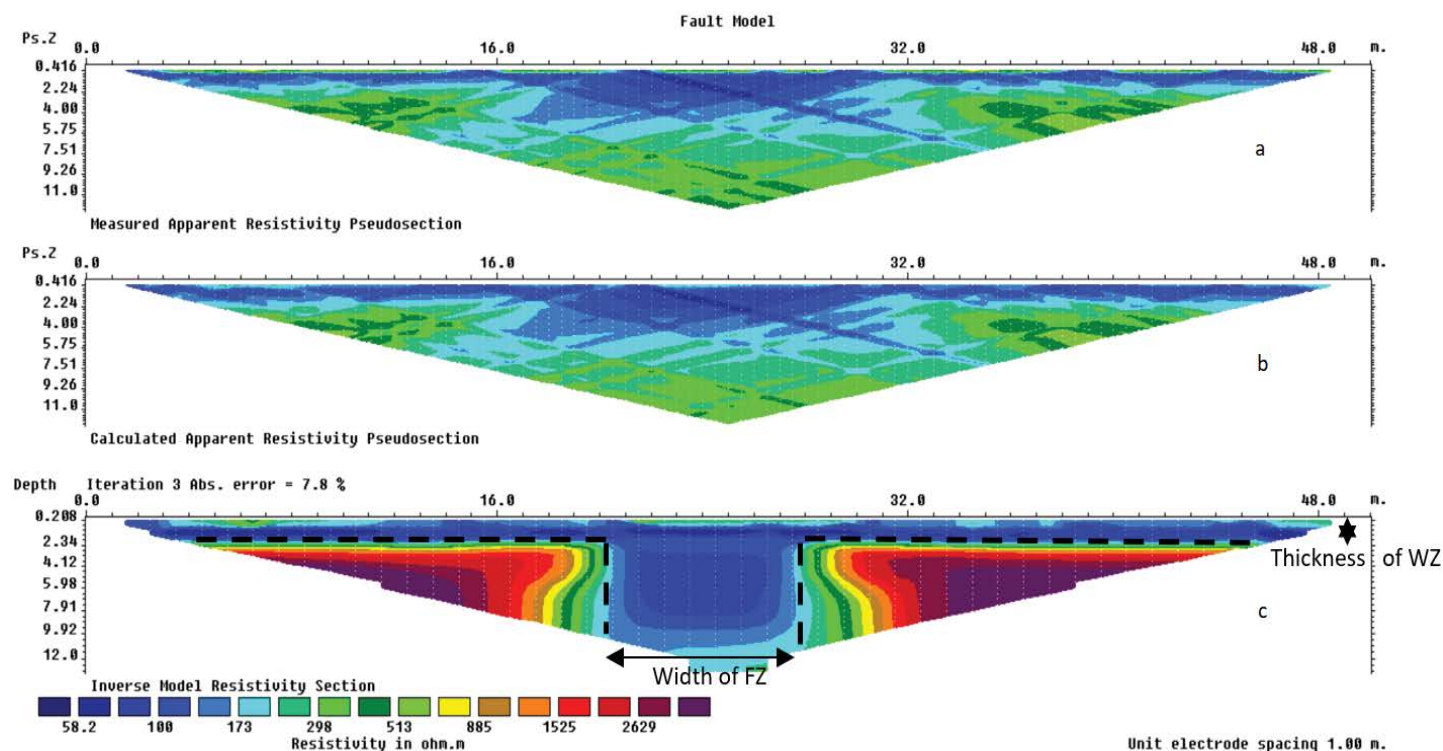 Fault Model
Ps.Z 0.0 16.0 32.0 48.0 m.
0.416
2.24
4.00
5.75
7.51
9.26
11.0
a
Measured Apparent Resistivity Pseudosection
Ps.Z 0.0 16.0 32.0 48.0 m.
0.416
2.24
4.00
5.75
7.51
9.26
11.0
b
Calculated Apparent Resistivity Pseudosection
Depth Iteration 3 Abs. error = 7.8 %
0.0 16.0 32.0 48.0 m.
0.208
2.34
4.12
5.98
7.91
9.92
12.0
Thickness of WZ
c
Width of FZ
Inverse Model Resistivity Section
58.2 100 173 298 513 885 1525 2629
Resistivity in ohm.m
Unit electrode spacing 1.00 m.